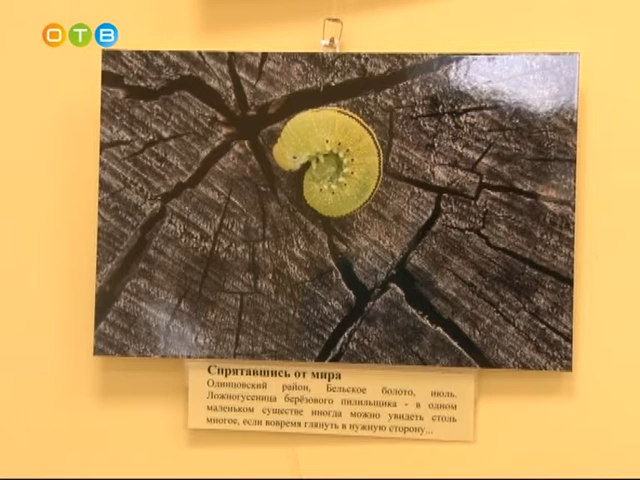 ОТВ
Спрятавшись от мира
Одинцовский район, Бельское болото, июль.
Ложногусеница берёзового пилильщика - в одном
маленьком существе иногда можно увидеть столь
многое, если вовремя глянуть в нужную сторону...